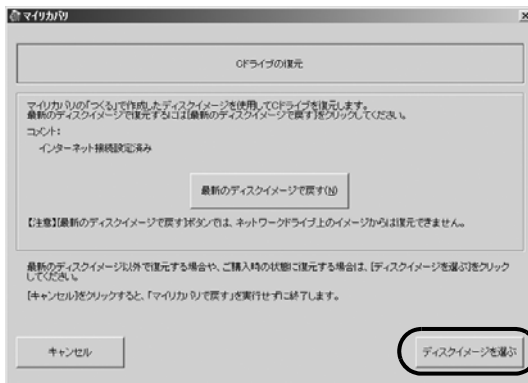 マイリカバリ
Cドライブの復元
マイリカバリの「つくる」で作成したディスクイメージを使用してCドライブを復元します。
最新のディスクイメージで復元するには[最新のディスクイメージで戻す]をクリックしてください。
コメント:
インターネット接続設定済み
最新のディスクイメージで戻す(N)
【注意】[最新のディスクイメージで戻す]ボタンでは、ネットワークドライブ上のイメージからは復元できません。
最新のディスクイメージ以外で復元する場合や、ご購入時の状態に復元する場合は、[ディスクイメージを選ぶ]をクリック
してください。
[キャンセル]をクリックすると、「マイリカバリで戻す」を実行せずに終了します。
キャンセル
ディスクイメージを選ぶ